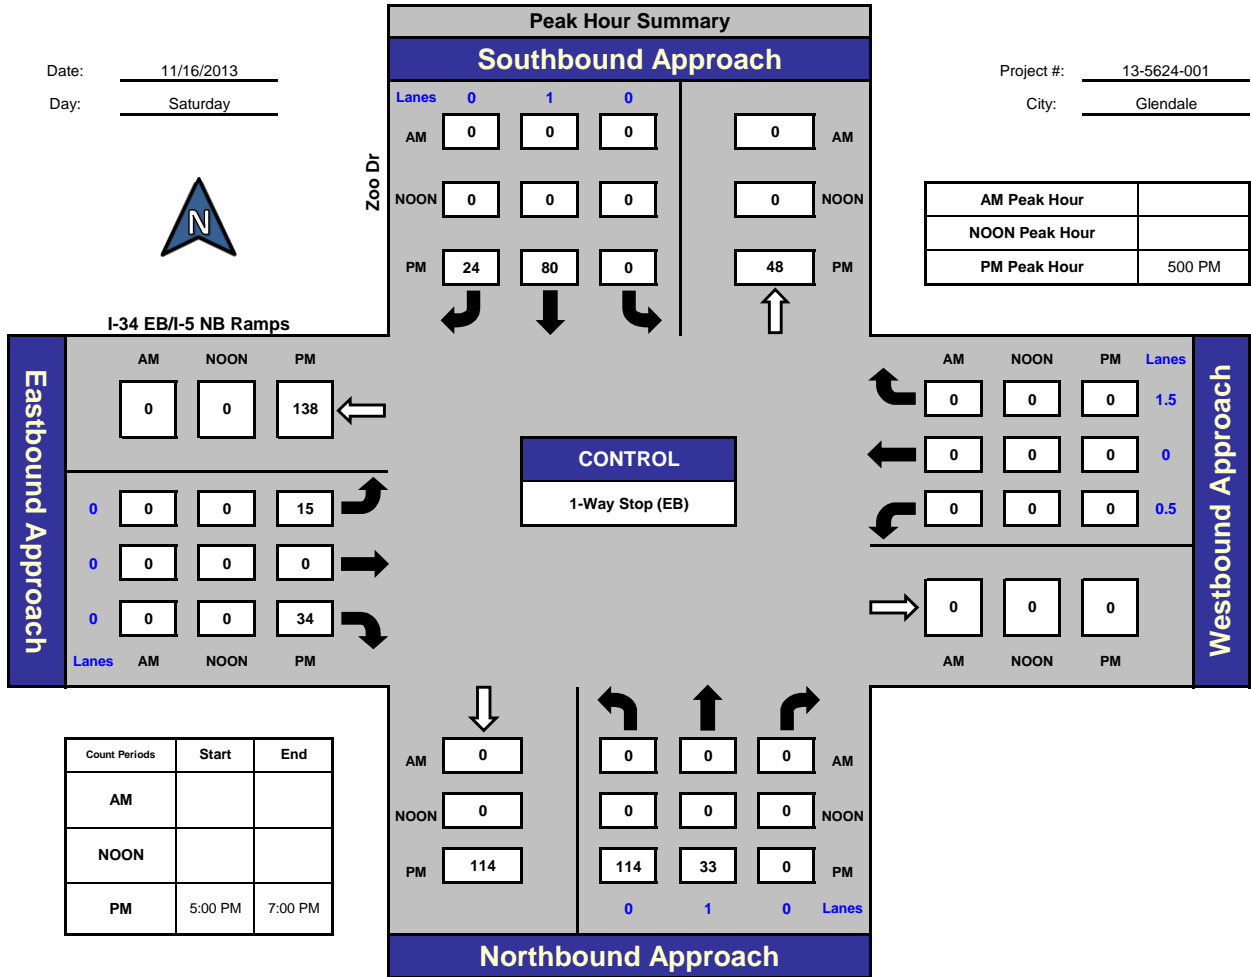 Peak Hour Summary
Southbound Approach
Date: 11/16/2013
Day: Saturday
Project #: 13-5624-001
City: Glendale
N
Zoo Dr
Lanes 0 1 0
AM 0 0 0 0 AM
NOON 0 0 0 0 NOON
PM 24 80 0 48 PM
AM Peak Hour
NOON Peak Hour
PM Peak Hour 500 PM
I-34 EB/I-5 NB Ramps
Eastbound Approach
AM NOON PM
0 0 138
0 0 0 15
0 0 0 0
0 0 0 34
Lanes AM NOON PM
CONTROL
1-Way Stop (EB)
AM NOON PM Lanes
0 0 0 1.5
0 0 0 0
0 0 0 0.5
0 0 0
AM NOON PM
Westbound Approach
Count Periods Start End
AM
NOON
PM 5:00 PM 7:00 PM
AM 0 0 0 0 AM
NOON 0 0 0 0 NOON
PM 114 114 33 0 PM
0 1 0 Lanes
Northbound Approach